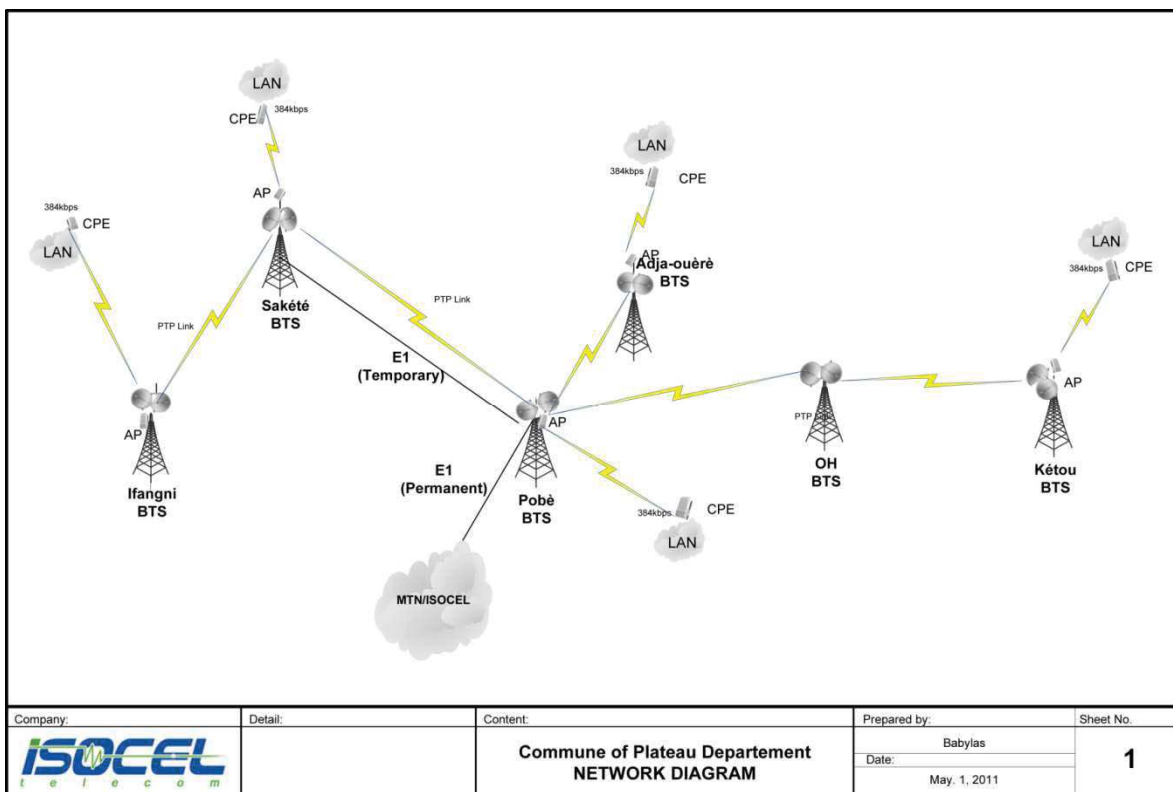 LAN
384kbps
CPE
AP
LAN
384kbps
CPE
AP
Adja-ouèrè
BTS
384kbps
CPE
LAN
LAN
384kbps
CPE
Sakété
BTS
PTP Link
PTP Link
E1
(Temporary)
AP
Ifangni
BTS
AP
E1
(Permanent)
Pobè
BTS
PTP Link
OH
BTS
AP
Kétou
BTS
384kbps
CPE
LAN
MTN/ISOCEL
Company:
Detail:
Content:
Prepared by:
Sheet No.
ISOCEL
telecom
Commune of Plateau Departement
NETWORK DIAGRAM
Babylas
Date:
May. 1, 2011
1